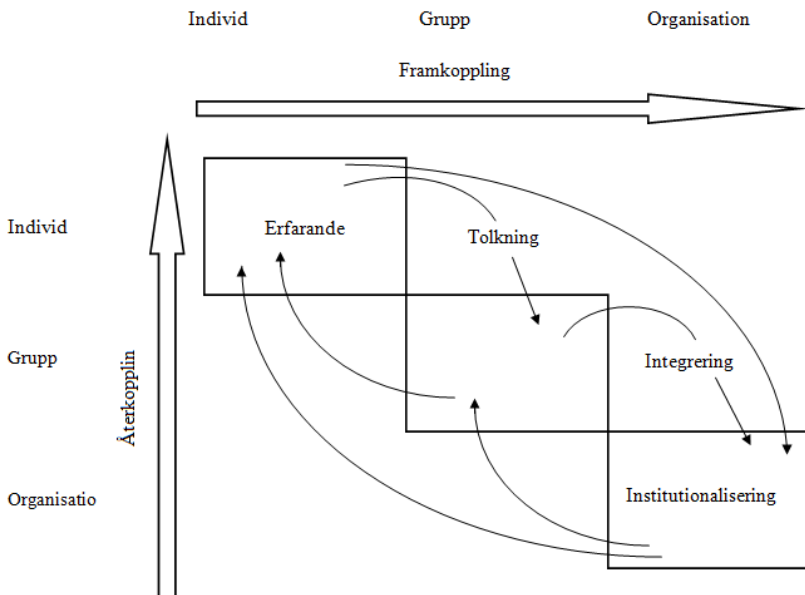 Individ
Grupp
Organisation
Framkoppling
Individ
Erfarande
Tolkning
Grupp
Integrering
Återkopplin
Organisatio
Institutionalisering